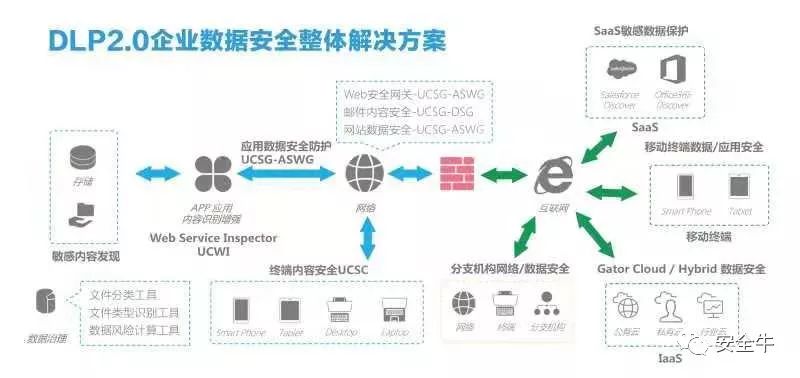 DLP2.0企业数据安全整体解决方案
SaaS敏感数据保护
Salesforce
Discover
Office365
Discover
SaaS
Web安全网关-UCSG-ASWG
邮件内容安全-UCSG-DSG
网站数据安全-UCSG-ASWG
应用数据安全防护
UCSG-ASWG
移动终端数据/应用安全
Smart Phone
Tablet
移动终端
存储
敏感内容发现
APP应用
内容识别增强
Web Service Inspector
UCWI
网络
互联网
终端内容安全UCSC
Smart Phone
Tablet
Desktop
Laptop
分支机构网络/数据安全
网络
终端
分支机构
Gator Cloud / Hybrid 数据安全
公有云
私有云
行业云
IaaS
数据治理
文件分类工具
文件类型识别工具
数据风险计算工具
安全牛